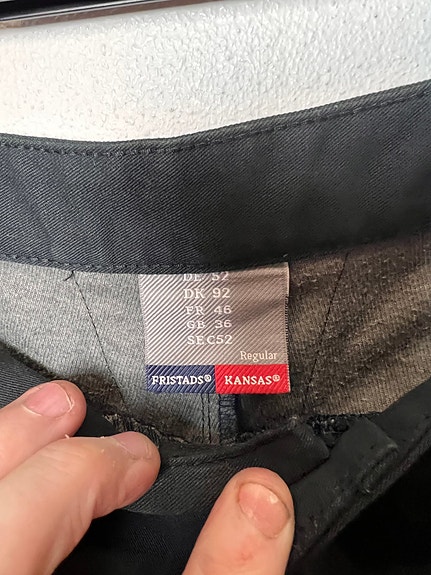 DE 52
DK 92
FR 46
GB 36
SE C52
Regular
FRISTADS® KANSAS®